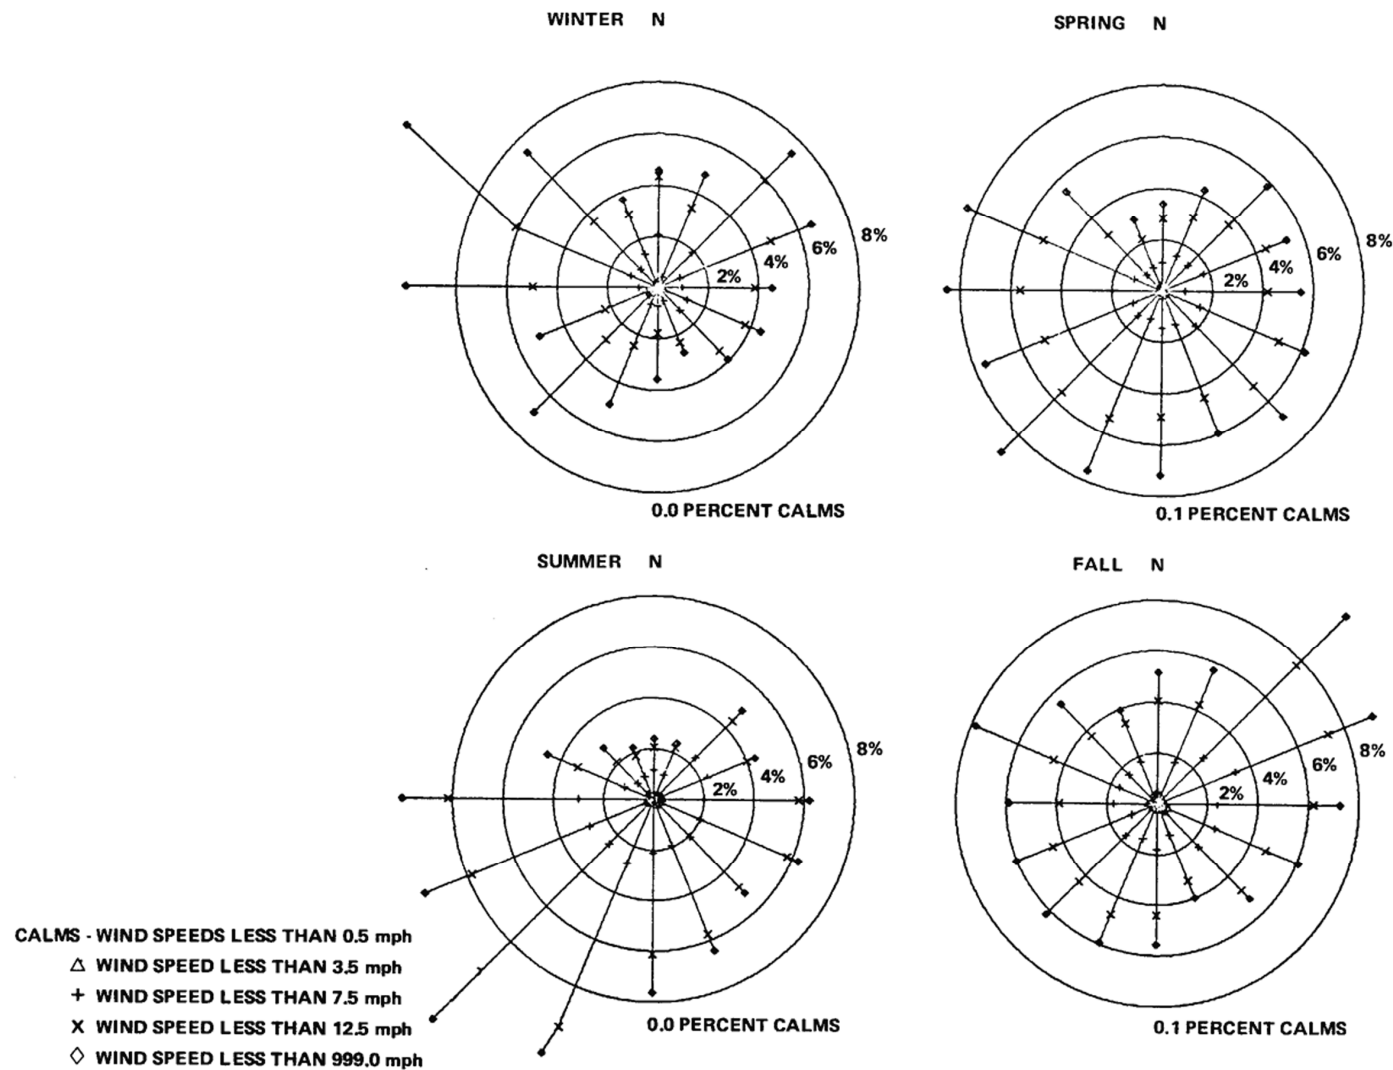 WINTER N
SPRING N
2%
4%
6%
8%
2%
4%
6%
8%
0.0 PERCENT CALMS
0.1 PERCENT CALMS
SUMMER N
FALL N
2%
4%
6%
8%
2%
4%
6%
8%
0.0 PERCENT CALMS
0.1 PERCENT CALMS
CALMS - WIND SPEEDS LESS THAN 0.5 mph
△ WIND SPEED LESS THAN 3.5 mph
+ WIND SPEED LESS THAN 7.5 mph
X WIND SPEED LESS THAN 12.5 mph
◇ WIND SPEED LESS THAN 999.0 mph